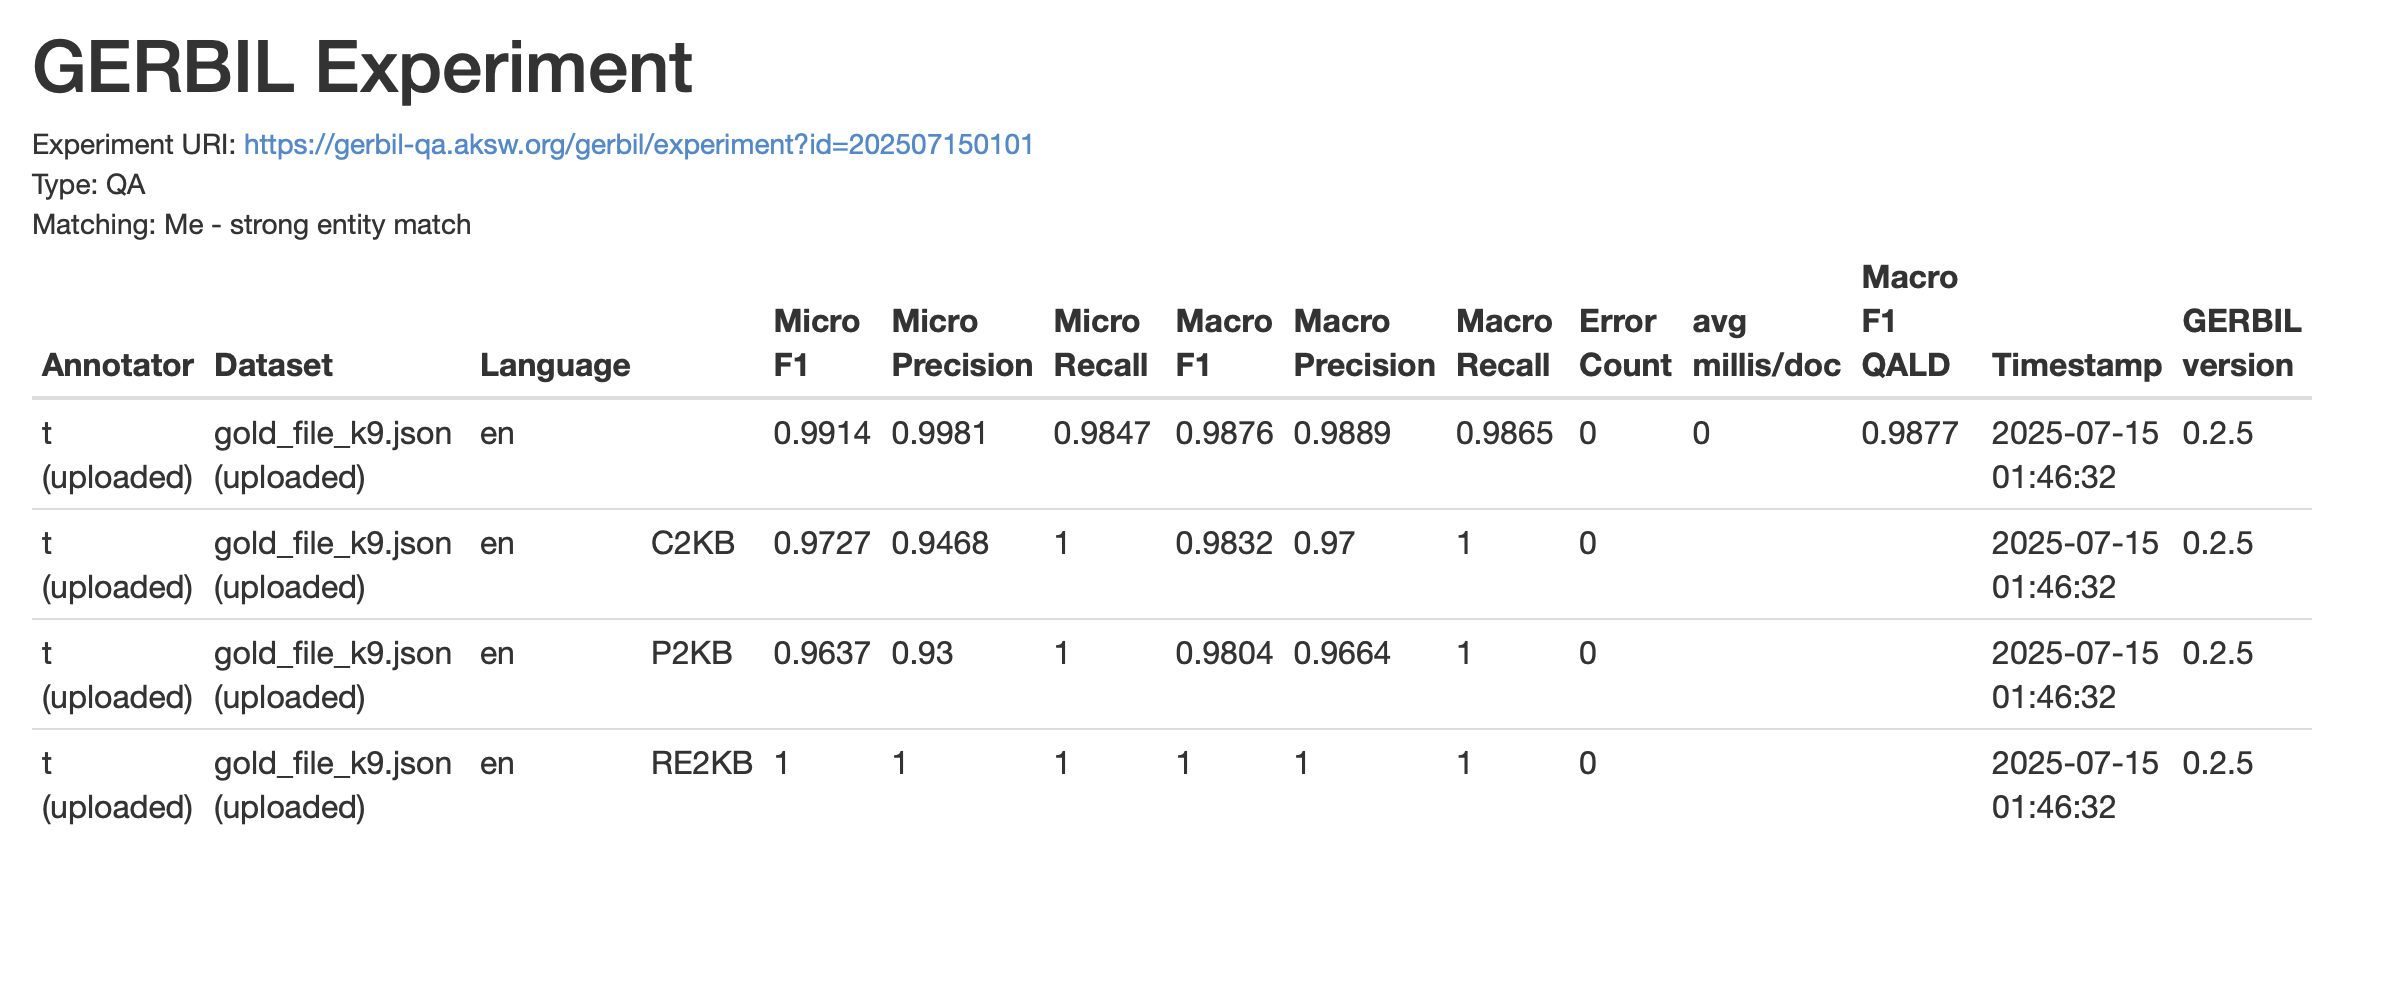 GERBIL Experiment
Experiment URI: https://gerbil-qa.aksw.org/gerbil/experiment?id=202507150101
Type: QA
Matching: Me - strong entity match
Annotator Dataset Language Micro F1 Micro Precision Micro Recall Macro F1 Macro Precision Macro Recall Error Count avg millis/doc Macro F1 QALD Timestamp GERBIL version
t gold_file_k9.json en 0.9914 0.9981 0.9847 0.9876 0.9889 0.9865 0 0 0.9877 2025-07-15 0.2.5
(uploaded) (uploaded) 01:46:32
t gold_file_k9.json en C2KB 0.9727 0.9468 1 0.9832 0.97 1 0 2025-07-15 0.2.5
(uploaded) (uploaded) 01:46:32
t gold_file_k9.json en P2KB 0.9637 0.93 1 0.9804 0.9664 1 0 2025-07-15 0.2.5
(uploaded) (uploaded) 01:46:32
t gold_file_k9.json en RE2KB 1 1 1 1 1 1 0 2025-07-15 0.2.5
(uploaded) (uploaded) 01:46:32